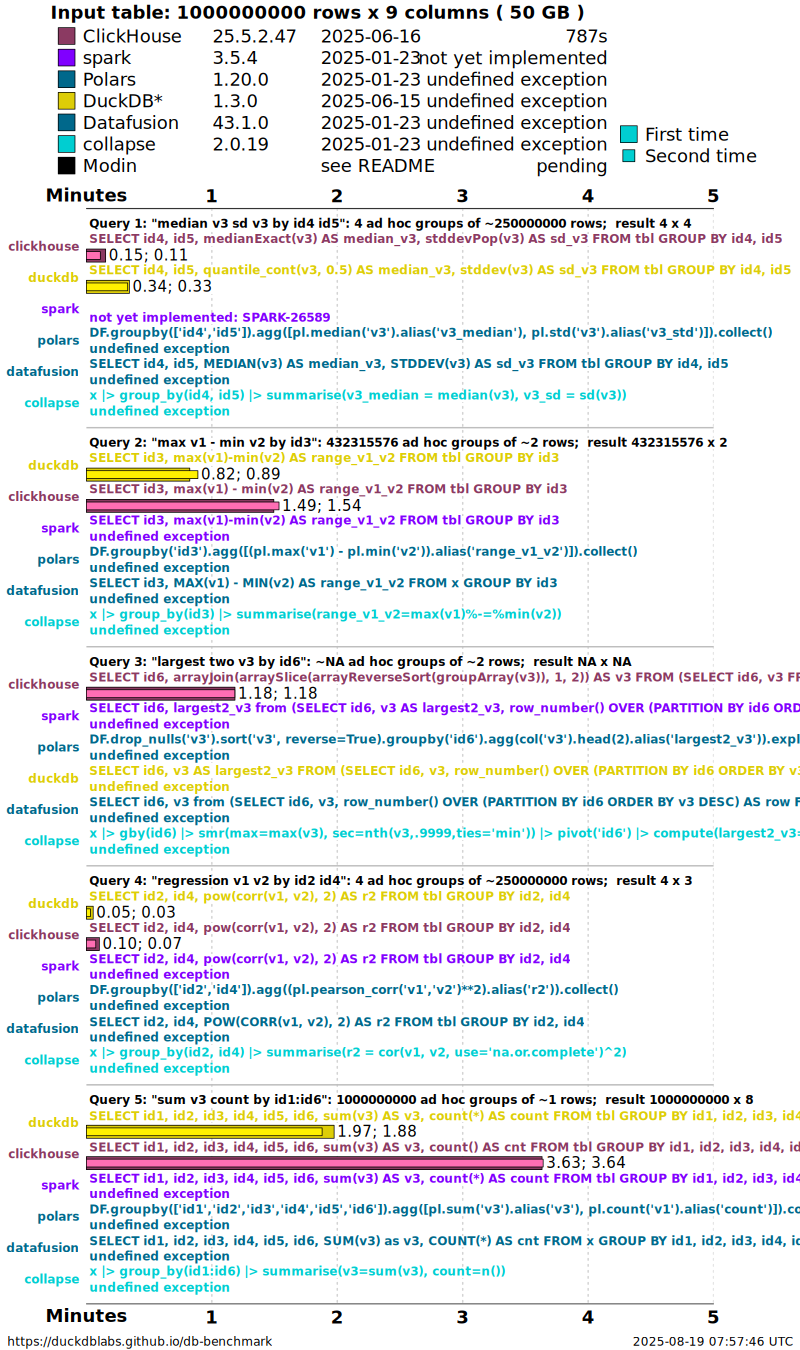 Input table: 1000000000 rows x 9 columns ( 50 GB )
ClickHouse 25.5.2.47 2025-06-16 787s
spark 3.5.4 2025-01-23 not yet implemented
Polars 1.20.0 2025-01-23 undefined exception
DuckDB* 1.3.0 2025-06-15 undefined exception
Datafusion 43.1.0 2025-01-23 undefined exception
collapse 2.0.19 2025-01-23 undefined exception
Modin see README pending
First time
Second time
Minutes 1 2 3 4 5
Query 1: "median v3 sd v3 by id4 id5": 4 ad hoc groups of ~250000000 rows; result 4 x 4
clickhouse SELECT id4, id5, medianExact(v3) AS median_v3, stddevPop(v3) AS sd_v3 FROM tbl GROUP BY id4, id5
0.15; 0.11
duckdb SELECT id4, id5, quantile_cont(v3, 0.5) AS median_v3, stddev(v3) AS sd_v3 FROM tbl GROUP BY id4, id5
0.34; 0.33
spark
not yet implemented: SPARK-26589
polars DF.groupby(['id4','id5']).agg([pl.median('v3').alias('v3_median'), pl.std('v3').alias('v3_std')]).collect()
undefined exception
datafusion SELECT id4, id5, MEDIAN(v3) AS median_v3, STDDEV(v3) AS sd_v3 FROM tbl GROUP BY id4, id5
undefined exception
collapse x |> group_by(id4, id5) |> summarise(v3_median = median(v3), v3_sd = sd(v3))
undefined exception
Query 2: "max v1 - min v2 by id3": 432315576 ad hoc groups of ~2 rows; result 432315576 x 2
duckdb SELECT id3, max(v1)-min(v2) AS range_v1_v2 FROM tbl GROUP BY id3
0.82; 0.89
clickhouse SELECT id3, max(v1) - min(v2) AS range_v1_v2 FROM tbl GROUP BY id3
1.49; 1.54
spark SELECT id3, max(v1)-min(v2) AS range_v1_v2 FROM tbl GROUP BY id3
undefined exception
polars DF.groupby('id3').agg([(pl.max('v1') - pl.min('v2')).alias('range_v1_v2')]).collect()
undefined exception
datafusion SELECT id3, MAX(v1) - MIN(v2) AS range_v1_v2 FROM x GROUP BY id3
undefined exception
collapse x |> group_by(id3) |> summarise(range_v1_v2=max(v1)%-=%min(v2))
undefined exception
Query 3: "largest two v3 by id6": ~NA ad hoc groups of ~2 rows; result NA x NA
clickhouse SELECT id6, arrayJoin(arraySlice(arrayReverseSort(groupArray(v3)), 1, 2)) AS v3 FROM (SELECT id6, v3 FR
1.18; 1.18
spark SELECT id6, largest2_v3 from (SELECT id6, v3 AS largest2_v3, row_number() OVER (PARTITION BY id6 ORD
undefined exception
polars DF.drop_nulls('v3').sort('v3', reverse=True).groupby('id6').agg(col('v3').head(2).alias('largest2_v3')).expl
undefined exception
duckdb SELECT id6, v3 AS largest2_v3 FROM (SELECT id6, v3, row_number() OVER (PARTITION BY id6 ORDER BY v3
undefined exception
datafusion SELECT id6, v3 from (SELECT id6, v3, row_number() OVER (PARTITION BY id6 ORDER BY v3 DESC) AS row F
undefined exception
collapse x |> gby(id6) |> smr(max=max(v3), sec=nth(v3,.9999,ties='min')) |> pivot('id6') |> compute(largest2_v3=
undefined exception
Query 4: "regression v1 v2 by id2 id4": 4 ad hoc groups of ~250000000 rows; result 4 x 3
duckdb SELECT id2, id4, pow(corr(v1, v2), 2) AS r2 FROM tbl GROUP BY id2, id4
0.05; 0.03
clickhouse SELECT id2, id4, pow(corr(v1, v2), 2) AS r2 FROM tbl GROUP BY id2, id4
0.10; 0.07
spark SELECT id2, id4, pow(corr(v1, v2), 2) AS r2 FROM tbl GROUP BY id2, id4
undefined exception
polars DF.groupby(['id2','id4']).agg((pl.pearson_corr('v1','v2')**2).alias('r2')).collect()
undefined exception
datafusion SELECT id2, id4, POW(CORR(v1, v2), 2) AS r2 FROM tbl GROUP BY id2, id4
undefined exception
collapse x |> group_by(id2, id4) |> summarise(r2 = cor(v1, v2, use='na.or.complete')^2)
undefined exception
Query 5: "sum v3 count by id1:id6": 1000000000 ad hoc groups of ~1 rows; result 1000000000 x 8
duckdb SELECT id1, id2, id3, id4, id5, id6, sum(v3) AS v3, count(*) AS count FROM tbl GROUP BY id1, id2, id3, id4
1.97; 1.88
clickhouse SELECT id1, id2, id3, id4, id5, id6, sum(v3) AS v3, count() AS cnt FROM tbl GROUP BY id1, id2, id3, id4, id
3.63; 3.64
spark SELECT id1, id2, id3, id4, id5, id6, sum(v3) AS v3, count(*) AS count FROM tbl GROUP BY id1, id2, id3, id4
undefined exception
polars DF.groupby(['id1','id2','id3','id4','id5','id6']).agg([pl.sum('v3').alias('v3'), pl.count('v1').alias('count')]).co
undefined exception
datafusion SELECT id1, id2, id3, id4, id5, id6, SUM(v3) as v3, COUNT(*) AS cnt FROM x GROUP BY id1, id2, id3, id4, id
undefined exception
collapse x |> group_by(id1:id6) |> summarise(v3=sum(v3), count=n())
undefined exception
Minutes 1 2 3 4 5
https://duckdblabs.github.io/db-benchmark 2025-08-19 07:57:46 UTC